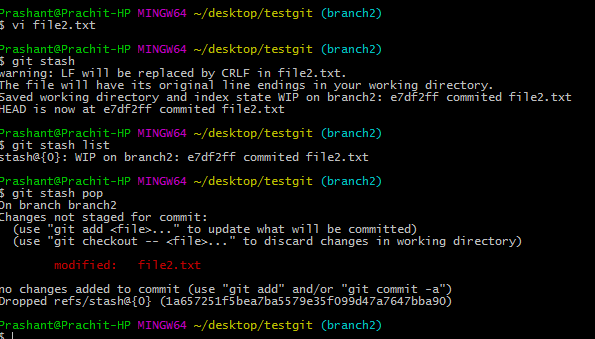 Prashant@Prachit-HP MINGW64 ~/desktop/testgit (branch2)
$ vi file2.txt
Prashant@Prachit-HP MINGW64 ~/desktop/testgit (branch2)
$ git stash
warning: LF will be replaced by CRLF in file2.txt.
The file will have its original line endings in your working directory.
Saved working directory and index state WIP on branch2: e7df2ff commited file2.txt
HEAD is now at e7df2ff commited file2.txt
Prashant@Prachit-HP MINGW64 ~/desktop/testgit (branch2)
$ git stash list
stash@{0}: WIP on branch2: e7df2ff commited file2.txt
Prashant@Prachit-HP MINGW64 ~/desktop/testgit (branch2)
$ git stash pop
On branch branch2
Changes not staged for commit:
(use "git add <file>..." to update what will be committed)
(use "git checkout -- <file>..." to discard changes in working directory)
modified: file2.txt
no changes added to commit (use "git add" and/or "git commit -a")
Dropped refs/stash@{0} (1a657251f5bea7ba5579e35f099d47a7647bba90)
Prashant@Prachit-HP MINGW64 ~/desktop/testgit (branch2)
$